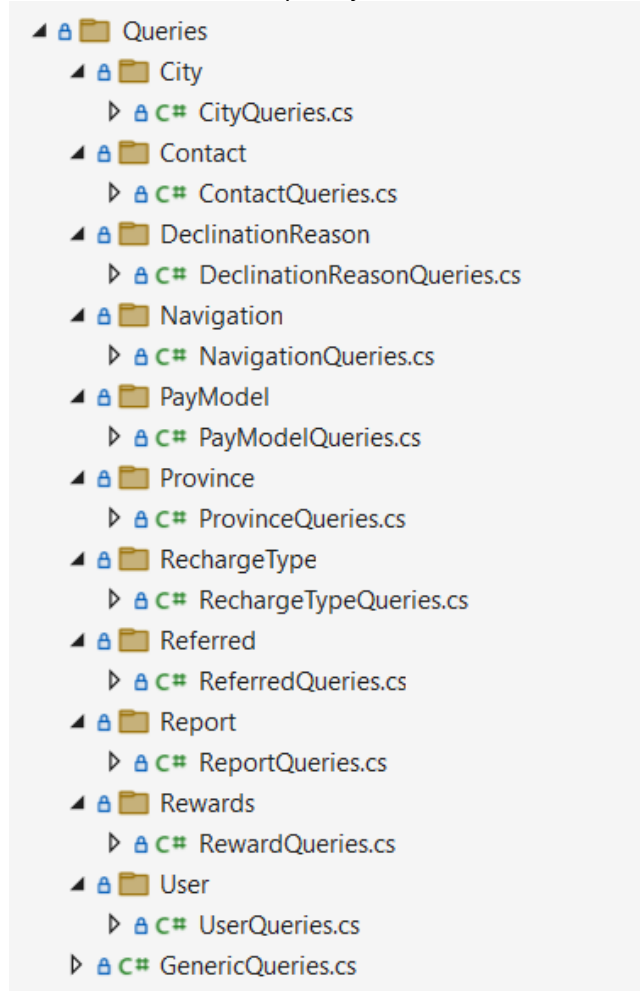 Queries
City
C# CityQueries.cs
Contact
C# ContactQueries.cs
DeclinationReason
C# DeclinationReasonQueries.cs
Navigation
C# NavigationQueries.cs
PayModel
C# PayModelQueries.cs
Province
C# ProvinceQueries.cs
RechargeType
C# RechargeTypeQueries.cs
Referred
C# ReferredQueries.cs
Report
C# ReportQueries.cs
Rewards
C# RewardQueries.cs
User
C# UserQueries.cs
C# GenericQueries.cs